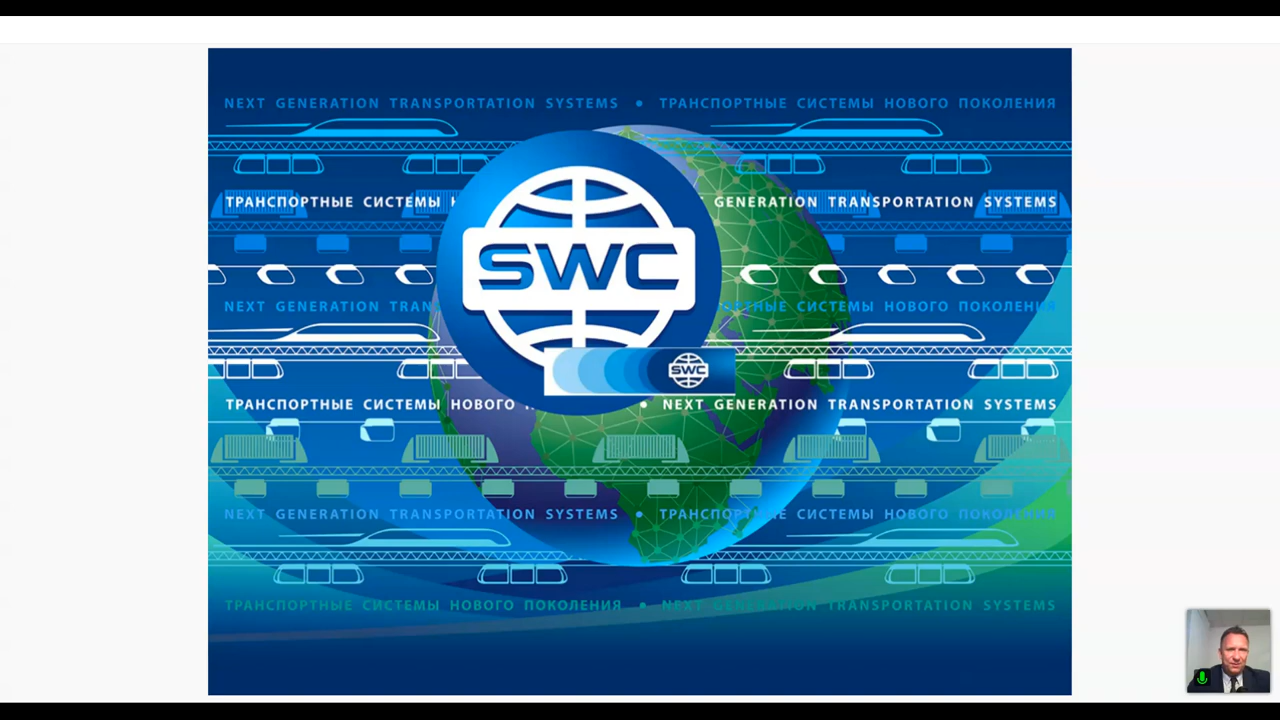 NEXT GENERATION TRANSPORTATION SYSTEMS • ТРАНСПОРТНЫЕ СИСТЕМЫ НОВОГО ПОКОЛЕНИЯ
ТРАНСПОРТНЫЕ СИСТЕМЫ GENERATION TRANSPORTATION SYSTEMS
SWC
NEXT GENERATION СИСТЕМЫ НОВОГО ПОКОЛЕНИЯ
SWC
ТРАНСПОРТНЫЕ СИСТЕМЫ НОВОГО • NEXT GENERATION TRANSPORTATION SYSTEMS
NEXT GENERATION TRANSPORTATION SYSTEMS • ТРАНСПОРТНЫЕ СИСТЕМЫ НОВОГО ПОКОЛЕНИЯ
ТРАНСПОРТНЫЕ СИСТЕМЫ НОВОГО ПОКОЛЕНИЯ • NEXT GENERATION TRANSPORTATION SYSTEMS